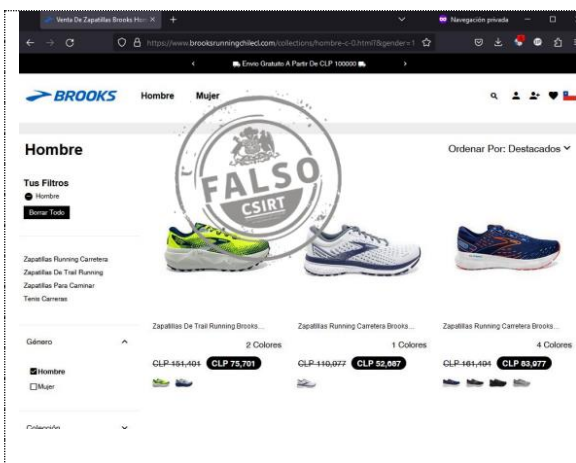 Venta De Zapatillas Brooks Hom
Navegación privada
https://www.brooksrunningchilecl.com/collections/hombre-c-0.html?&gender=1
Envio Gratuito A Partir De CLP 100000
BROOKS
Hombre
Mujer
Hombre
Ordenar Por: Destacados
FALSO
CSIRT
Tus Filtros
Hombre
Borrar Todo
Zapatillas Running Carretera
Zapatillas De Trail Running
Zapatillas Para Caminar
Tenis Carreras
Zapatillas De Trail Running Brooks...
Zapatillas Running Carretera Brooks...
Zapatillas Running Carretera Brooks...
Género
2 Colores
1 Colores
4 Colores
Hombre
Mujer
CLP 151,401 CLP 75,701
CLP 110,077 CLP 52,687
CLP 161,494 CLP 83,977
Colección